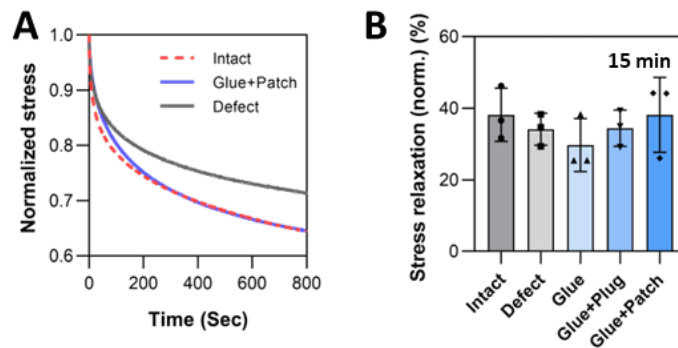 A
Normalized stress
1.0
0.9
0.8
0.7
0.6
Intact
Glue+Patch
Defect
0
200
400
600
800
Time (Sec)
B
Stress relaxation (norm.) (%)
60
40
20
0
15 min
Intact
Defect
Glue
Glue+Plug
Glue+Patch